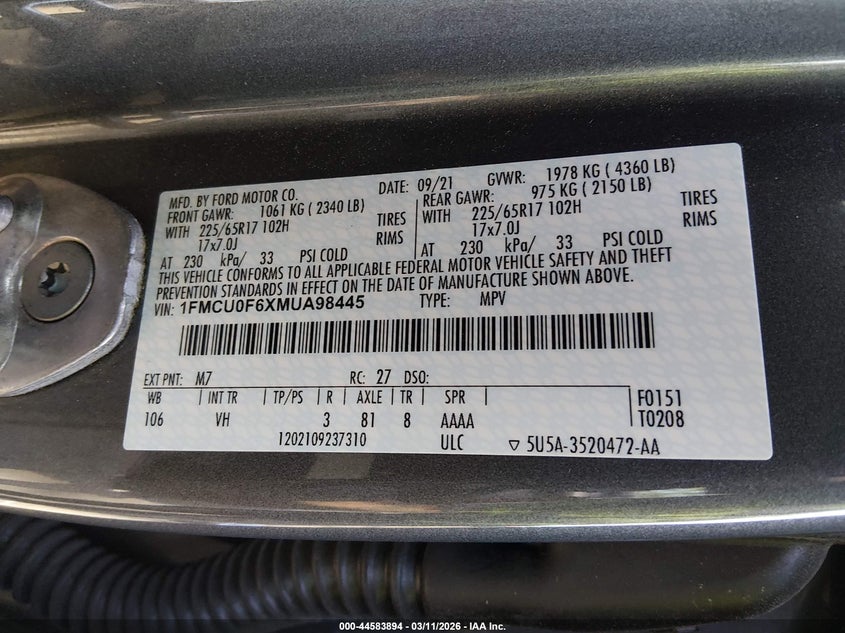 MFD. BY FORD MOTOR CO. DATE: 09/21 GVWR: 1978 KG ( 4360 LB)
FRONT GAWR: 1061 KG ( 2340 LB) REAR GAWR: 975 KG ( 2150 LB)
WITH 225/65R17 102H TIRES WITH 225/65R17 102H TIRES
17x7.0J RIMS 17x7.0J RIMS
AT 230 kPa/ 33 PSI COLD AT 230 kPa/ 33 PSI COLD
THIS VEHICLE CONFORMS TO ALL APPLICABLE FEDERAL MOTOR VEHICLE SAFETY AND THEFT
PREVENTION STANDARDS IN EFFECT ON THE DATE OF MANUFACTURE SHOWN ABOVE.
VIN: 1FMCU0F6XMUA98445 TYPE: MPV
EXT PNT: M7 RC: 27 DSO:
WB INT TR TP/PS R AXLE TR SPR F0151
106 VH 3 81 8 AAAA T0208
1202109237310 ULC ▽ 5U5A-3520472-AA
000-44583894 - 03/11/2026 - IAA Inc.